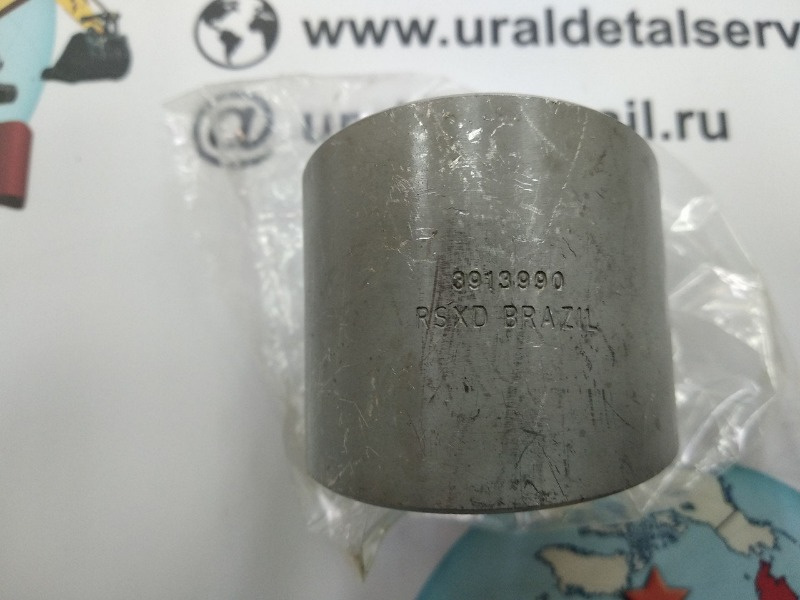 www.uraldetalserv
@
il.ru
3913990
RSXD BRAZIL